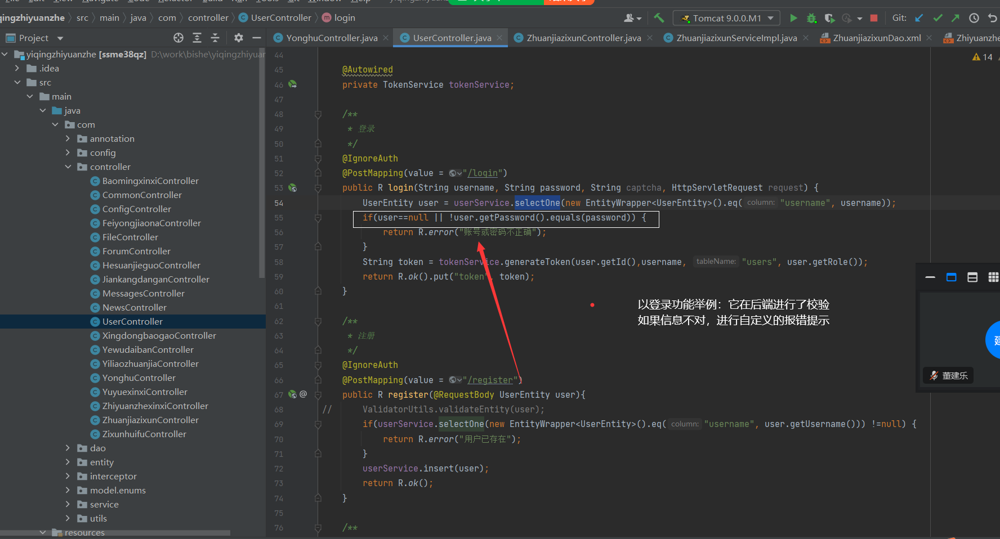 yiqingzhiyuanzhe
qingzhiyuanzhe src main java com controller UserController login
Tomcat 9.0.0.M1
Git:
Project
YonghuController.java
UserController.java
ZhuanjiazixunController.java
ZhuanjiazixunServiceImpl.java
ZhuanjiazixunDao.xml
Zhiyuanzhe
yiqingzhiyuanzhe [ssme38qz] D:\work\bishe\yiqingzhiyuan
.idea
src
main
java
com
annotation
config
controller
BaomingxinxiController
CommonController
ConfigController
FeiyongjiaonaController
FileController
ForumController
HesuanjieguoController
JiankangdanganController
MessagesController
NewsController
UserController
XingdongbaogaoController
YewudaibanController
YiliaozhuanjiaController
YonghuController
YuyuexinxiController
ZhiyuanzhexinxiController
ZhuanjiazixunController
ZixunhuifuController
dao
entity
interceptor
model.enums
service
utils
resources
14
44
45 @Autowired
46 private TokenService tokenService;
47
48 /**
49 * 登录
50 */
51 @IgnoreAuth
52 @PostMapping(value = "/login")
53 public R login(String username, String password, String captcha, HttpServletRequest request) {
54 UserEntity user = userService.selectOne(new EntityWrapper<UserEntity>().eq( column: "username", username));
55 if(user==null || !user.getPassword().equals(password)) {
56 return R.error("账号或密码不正确");
57 }
58 String token = tokenService.generateToken(user.getId(),username, tableName: "users", user.getRole());
59 return R.ok().put("token", token);
60 }
61
62 /**
63 * 注册
64 */
65 @IgnoreAuth
66 @PostMapping(value = "/register")
67 @ public R register(@RequestBody UserEntity user){
68 // ValidatorUtils.validateEntity(user);
69 if(userService.selectOne(new EntityWrapper<UserEntity>().eq( column: "username", user.getUsername())) !=null) {
70 return R.error("用户已存在");
71 }
72 userService.insert(user);
73 return R.ok();
74 }
75
76 /**
以登录功能举例：它在后端进行了校验
如果信息不对，进行自定义的报错提示
建
董建乐